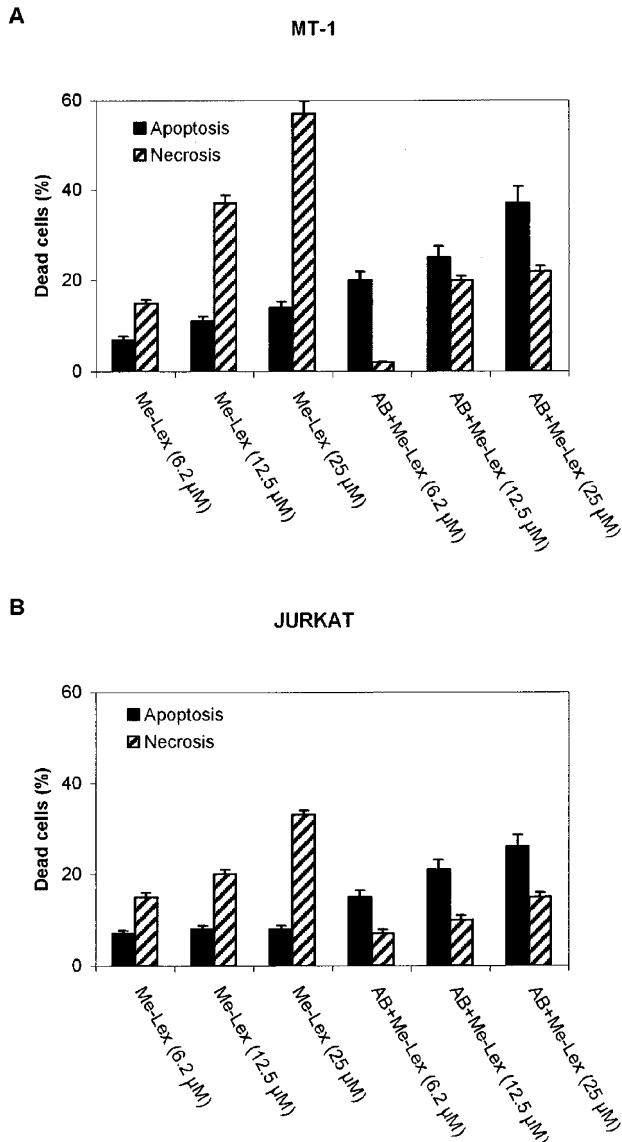 A
MT-1
60
Apoptosis
Necrosis
40
Dead cells (%)
20
0
Me-Lex (6.2 µM)
Me-Lex (12.5 µM)
Me-Lex (25 µM)
AB+Me-Lex (6.2 µM)
AB+Me-Lex (12.5 µM)
AB+Me-Lex (25 µM)
B
JURKAT
60
Apoptosis
Necrosis
40
Dead cells (%)
20
0
Me-Lex (6.2 µM)
Me-Lex (12.5 µM)
Me-Lex (25 µM)
AB+Me-Lex (6.2 µM)
AB+Me-Lex (12.5 µM)
AB+Me-Lex (25 µM)